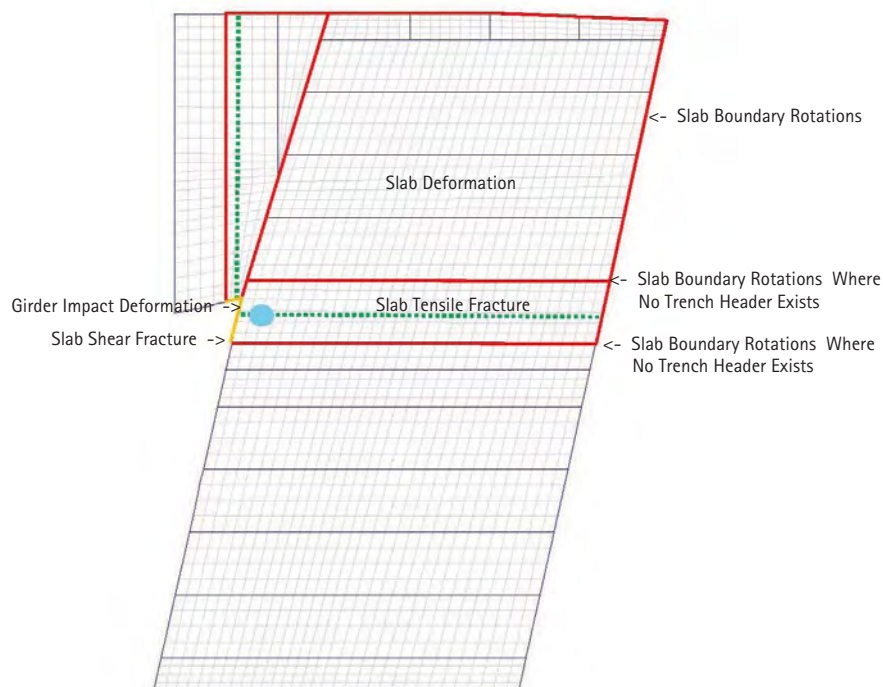 <- Slab Boundary Rotations
Slab Deformation
<- Slab Boundary Rotations Where
No Trench Header Exists
Girder Impact Deformation ->
Slab Tensile Fracture
Slab Shear Fracture ->
<- Slab Boundary Rotations Where
No Trench Header Exists